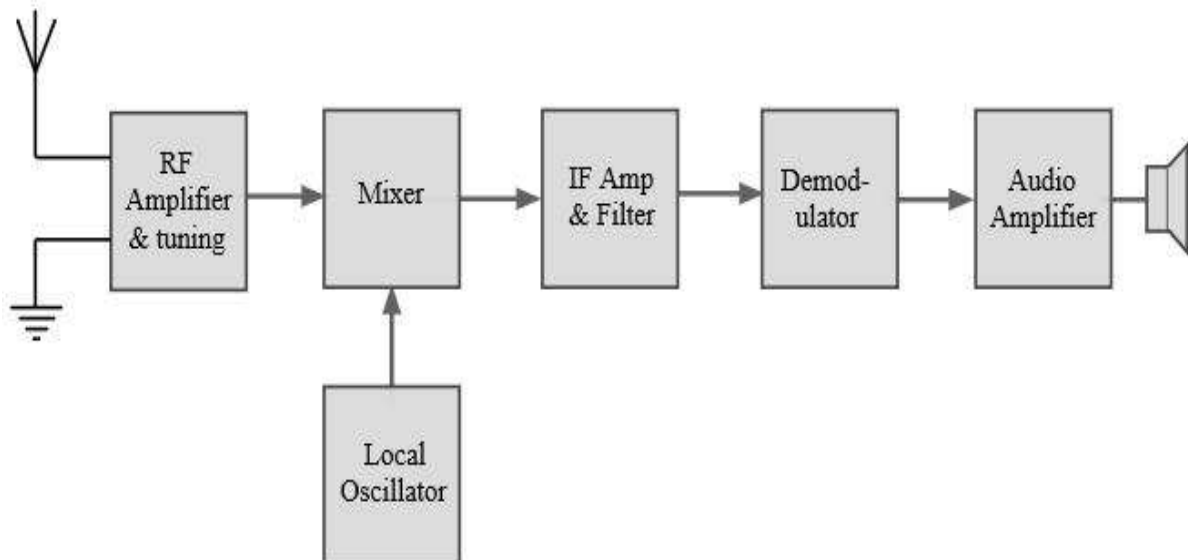 RF
Amplifier
& tuning
Mixer
IF Amp
& Filter
Demod-
ulator
Audio
Amplifier
Local
Oscillator